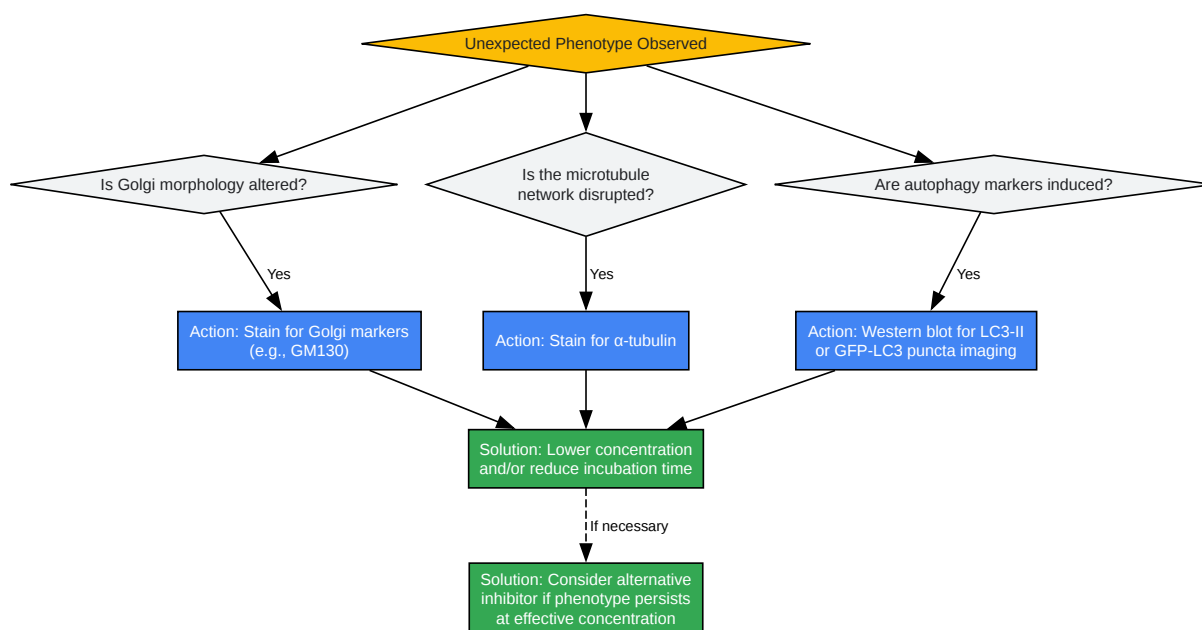 Unexpected Phenotype Observed
Is Golgi morphology altered?
Is the microtubule
network disrupted?
Are autophagy markers induced?
Yes
Yes
Yes
Action: Stain for Golgi markers
(e.g., GM130)
Action: Stain for α-tubulin
Action: Western blot for LC3-II
or GFP-LC3 puncta imaging
Solution: Lower concentration
and/or reduce incubation time
If necessary
Solution: Consider alternative
inhibitor if phenotype persists
at effective concentration